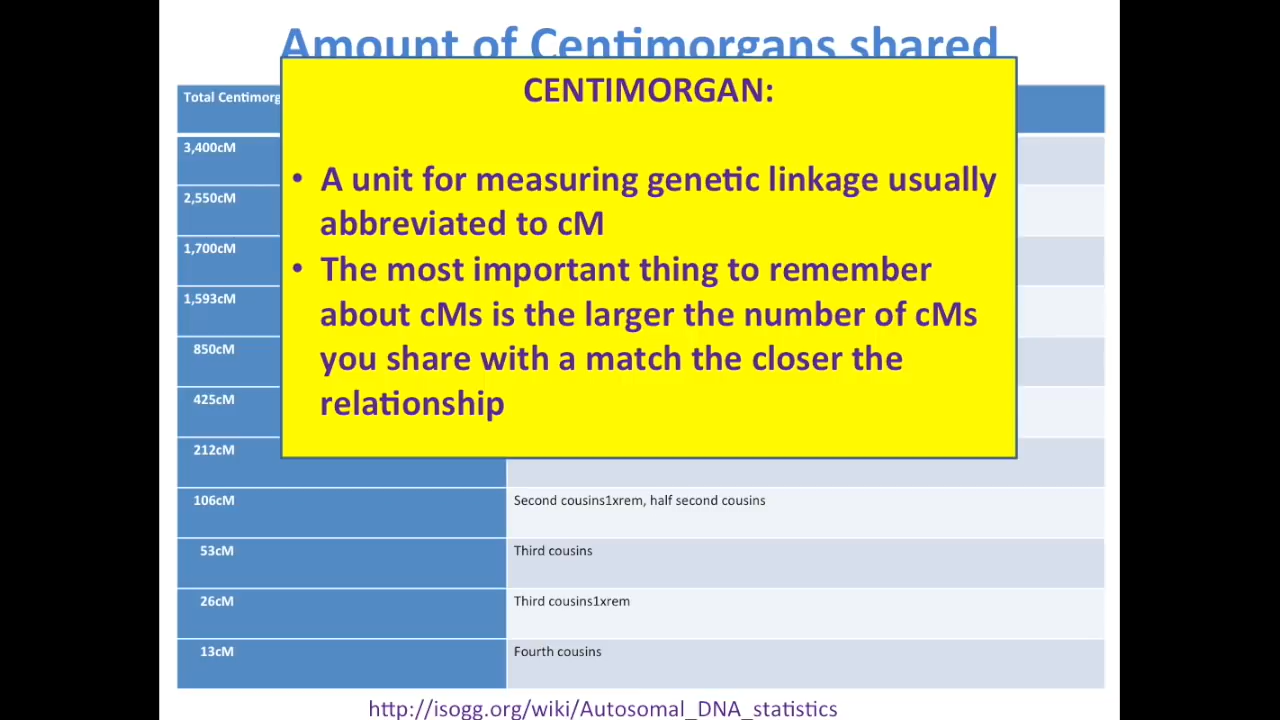 Amount of Centimorgans shared
CENTIMORGAN:
• A unit for measuring genetic linkage usually
abbreviated to cM
• The most important thing to remember
about cMs is the larger the number of cMs
you share with a match the closer the
relationship
Total
3,400cM
2,550cM
1,700cM
1,593cM
850cM
425cM
212cM
106cM Second cousins1xrem, half second cousins
53cM Third cousins
26cM Third cousins1xrem
13cM Fourth cousins
http://isogg.org/wiki/Autosomal_DNA_statistics